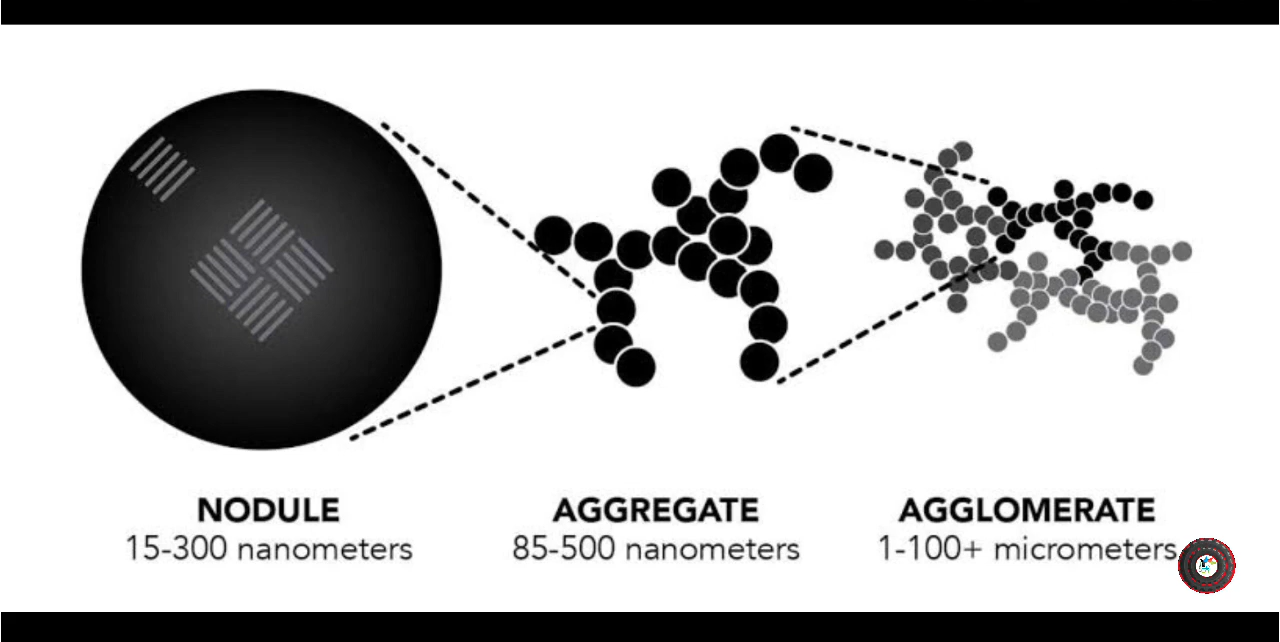 NODULE
15-300 nanometers
AGGREGATE
85-500 nanometers
AGGLOMERATE
1-100+ micrometers